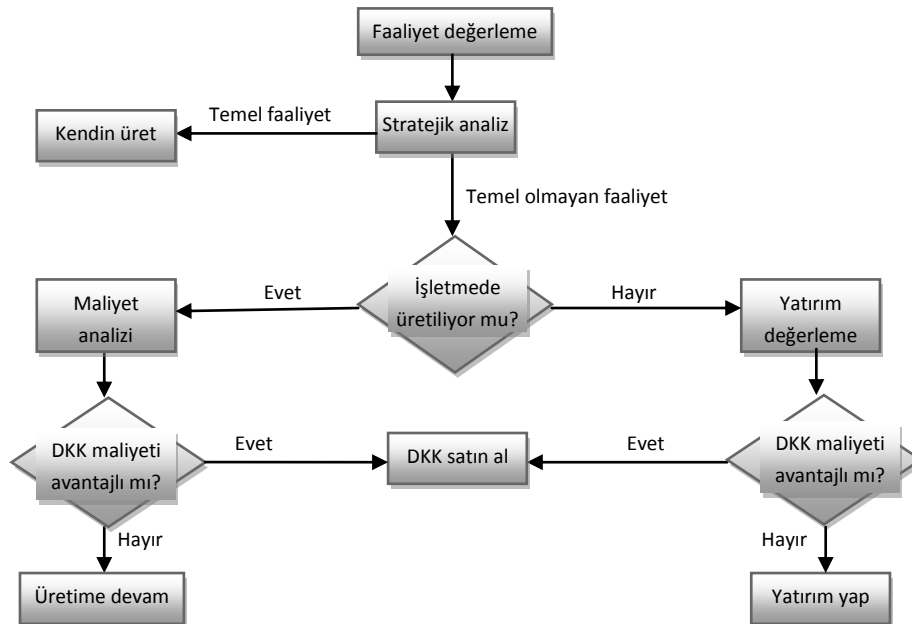 Faaliyet değerleme
Temel faaliyet
Kendin üret
Stratejik analiz
Temel olmayan faaliyet
İşletmede
üretiliyor mu?
Evet
Hayır
Maliyet
analizi
Yatırım
değerleme
DKK maliyeti
avantajlı mı?
Evet
DKK satın al
Evet
DKK maliyeti
avantajlı mı?
Hayır
Hayır
Üretime devam
Yatırım yap